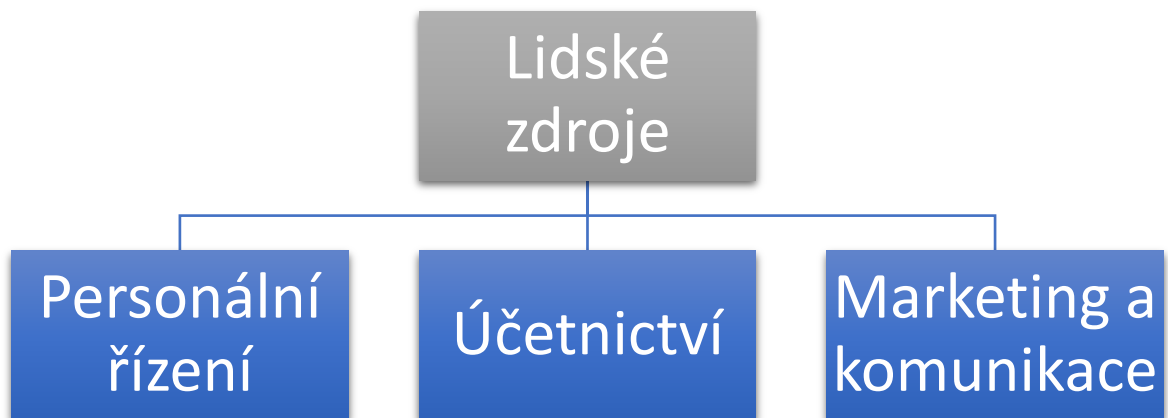 Lidské
zdroje
Personální
řízení
Účetnictví
Marketing a
komunikace